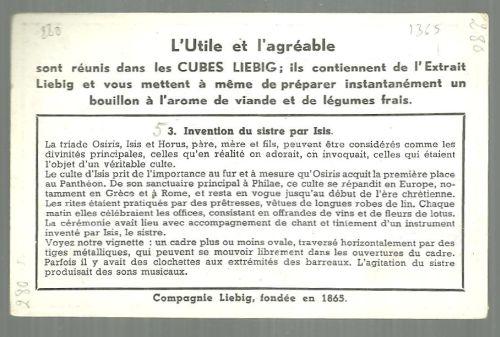 280
1365
280
L'Utile et l'agréable
sont réunis dans les CUBES LIEBIG; ils contiennent de l'Extrait
Liebig et vous mettent à même de préparer instantanément un
bouillon à l'arome de viande et de légumes frais.
5 3. Invention du sistre par Isis.
La triade Osiris, Isis et Horus, père, mère et fils, peuvent être considérés comme les
divinités principales, celles qu'en réalité on adorait, on invoquait, celles qui étaient
l'objet d'un véritable culte.
Le culte d'Isis prit de l'importance au fur et à mesure qu'Osiris acquit la première place
au Panthéon. De son sanctuaire principal à Philae, ce culte se répandit en Europe, no-
tamment en Grèce et à Rome, et resta en vogue jusqu'au début de l'ère chrétienne.
Les rites étaient pratiqués par des prêtresses, vêtues de longues robes de lin. Chaque
matin elles célébraient les offices, consistant en offrandes de vins et de fleurs de lotus.
La cérémonie avait lieu avec accompagnement de chant et tintement d'un instrument
inventé par Isis, le sistre.
Voyez notre vignette : un cadre plus ou moins ovale, traversé horizontalement par des
tiges métalliques, qui peuvent se mouvoir librement dans les ouvertures du cadre.
Parfois il y avait des clochettes aux extrémités des barreaux. L'agitation du sistre
produisait des sons musicaux.
280
Compagnie Liebig, fondée en 1865.